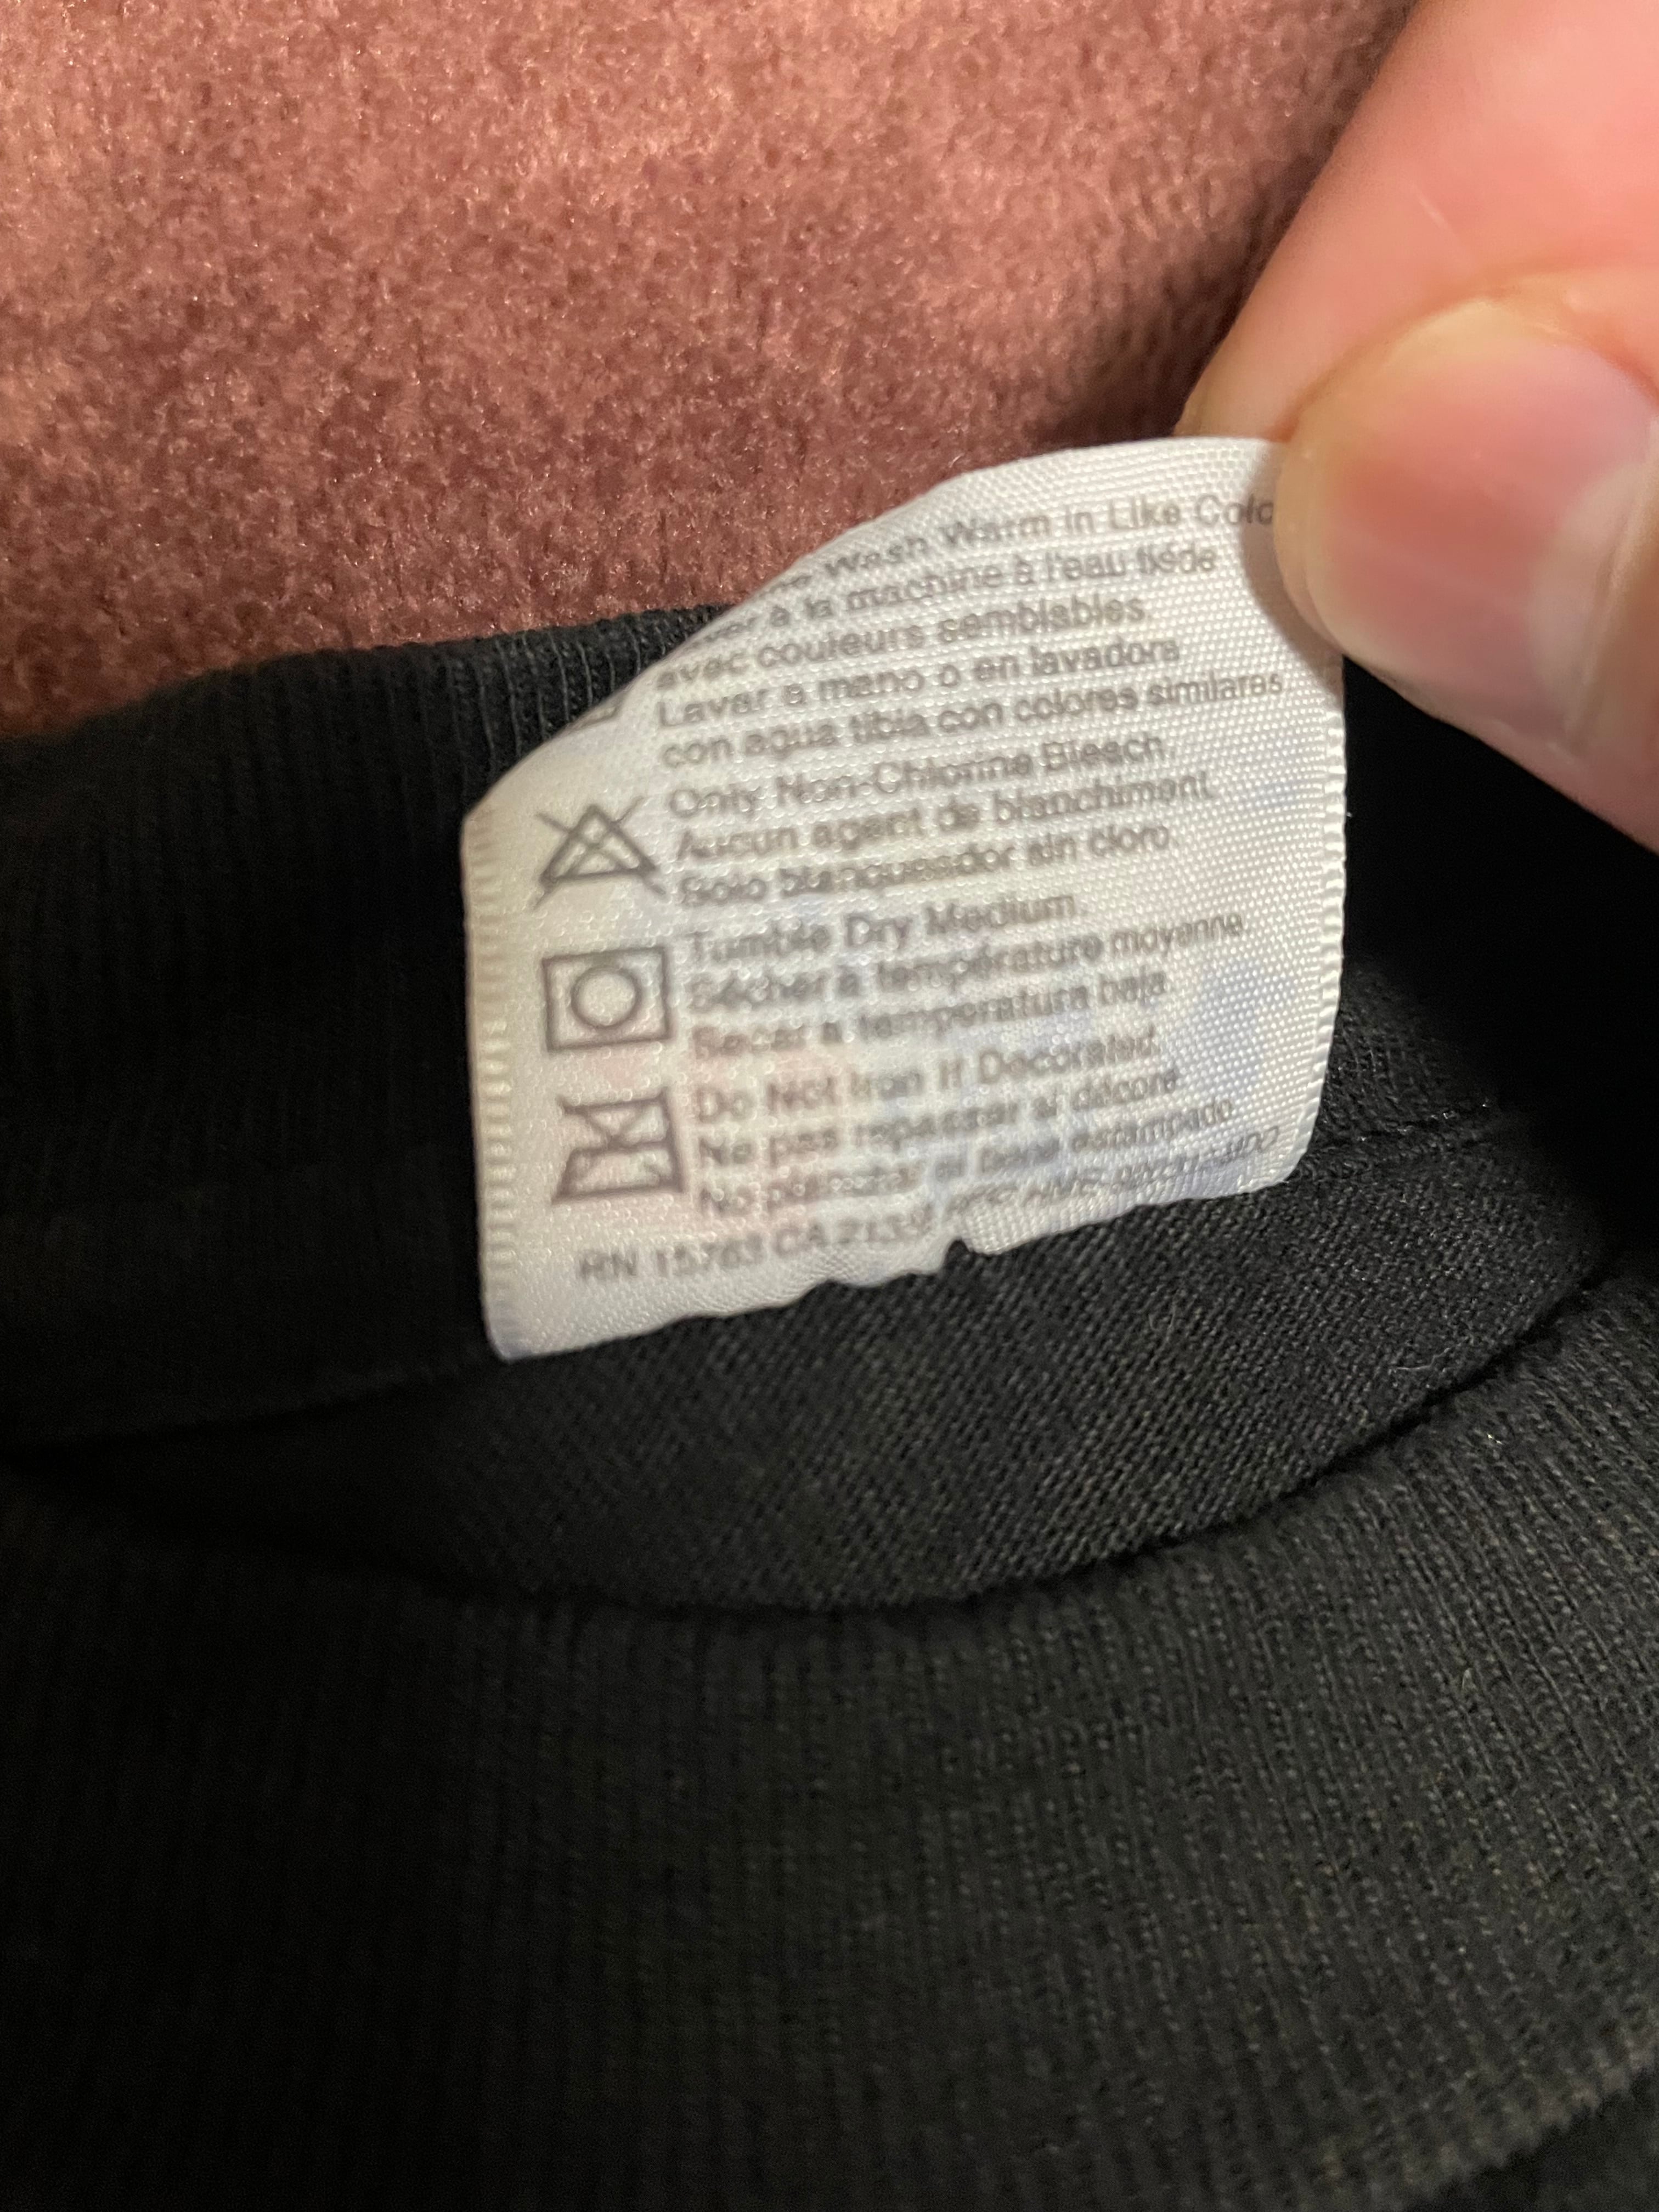 Wash Warm in Like
à la machine à l'eau tiède
avec couleurs semblables.
Lavar a mano o en lavadora
con agua tibia con colores similares.
Only Non-Chlorine Bleach.
Aucun agent de blanchiment.
Solo blanqueador sin cloro.
Tumble Dry Medium.
Sécher à température moyenne.
Secar a temperatura baja.
Do Not Iron If Decorated.
Ne pas repasser si décoré.
No planchar si tiene estampado.
RN 15763 CA